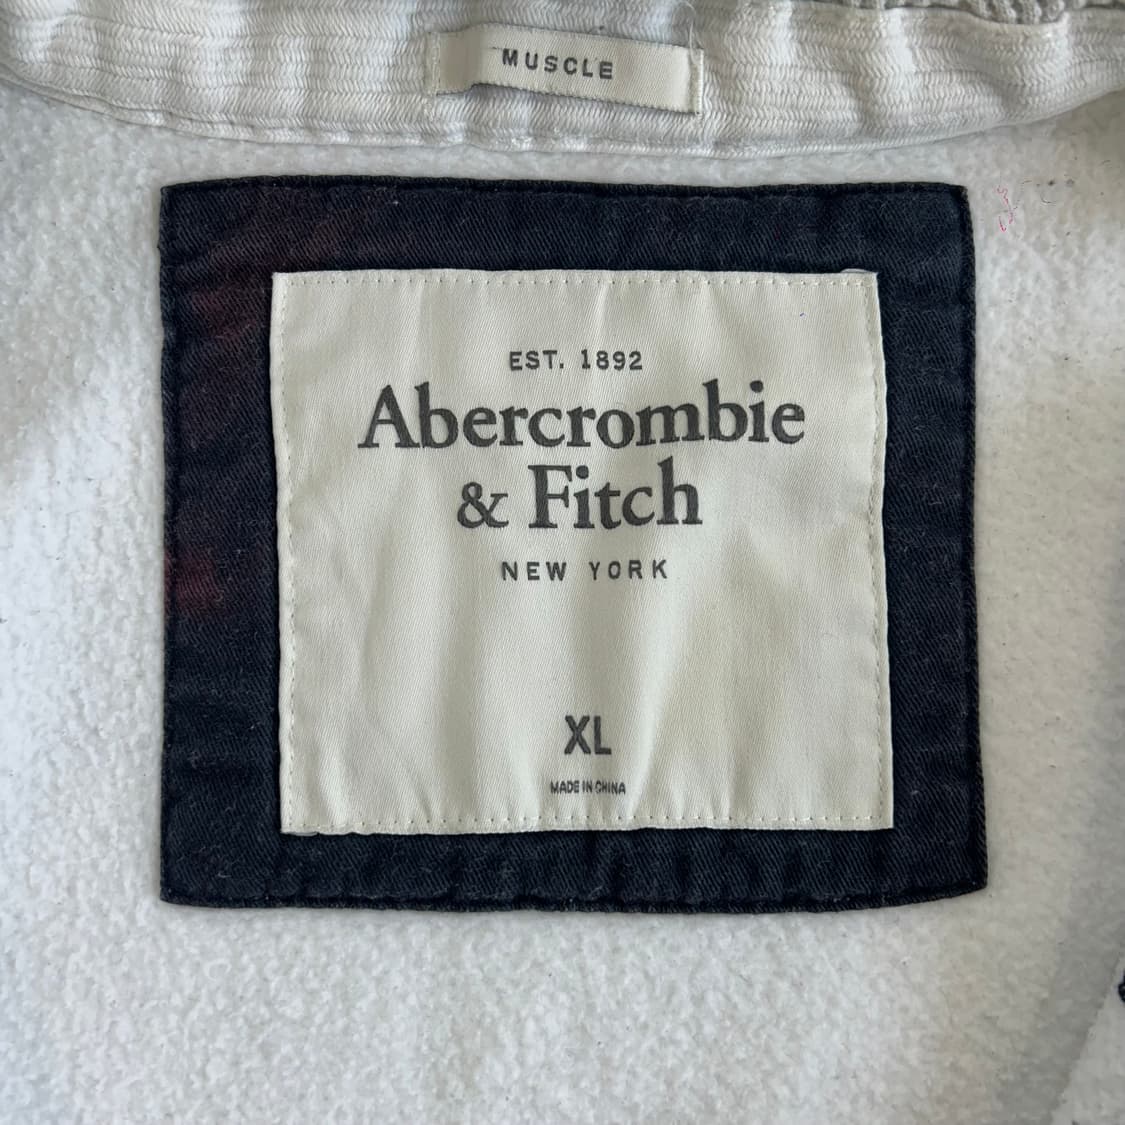 MUSCLE
EST. 1892
Abercrombie
& Fitch
NEW YORK
XL
MADE IN CHINA